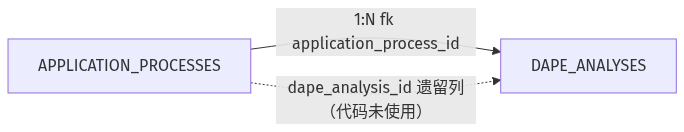 1:N fk
application_process_id
APPLICATION_PROCESSES
DAPE_ANALYSES
dape_analysis_id 遗留列
（代码未使用）